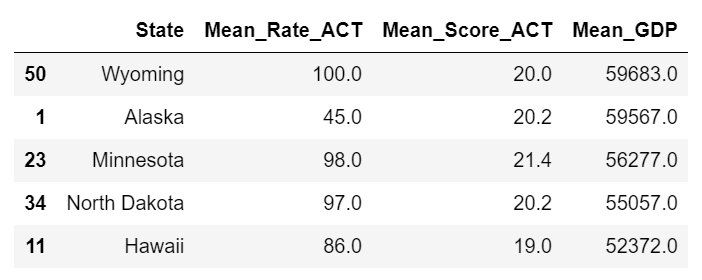 State Mean_Rate_ACT Mean_Score_ACT Mean_GDP
50 Wyoming 100.0 20.0 59683.0
1 Alaska 45.0 20.2 59567.0
23 Minnesota 98.0 21.4 56277.0
34 North Dakota 97.0 20.2 55057.0
11 Hawaii 86.0 19.0 52372.0